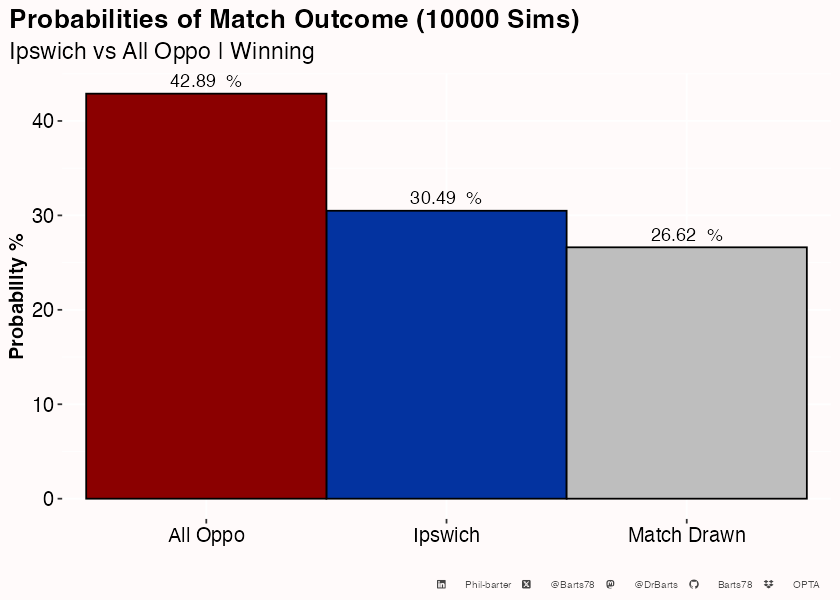 Probabilities of Match Outcome (10000 Sims)
Ipswich vs All Oppo | Winning
42.89 %
30.49 %
26.62 %
40
30
20
10
0
Probability %
All Oppo Ipswich Match Drawn
Phil-barter @Barts78 @DrBarts Barts78 OPTA